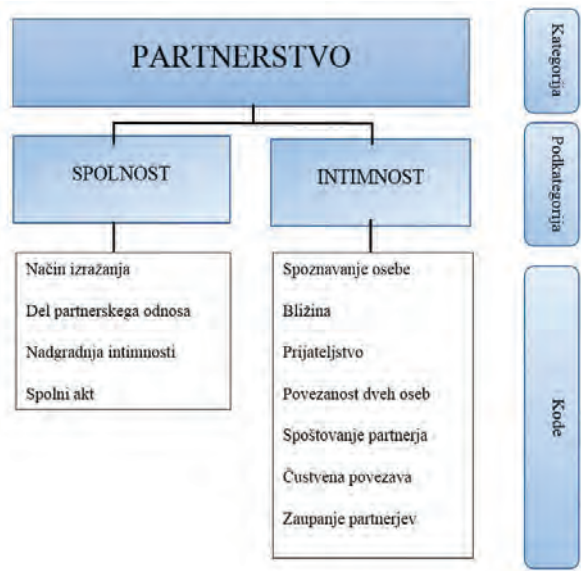 PARTNERSTVO
Kategorija
SPOLNOST
INTIMNOST
Podkategorija
Način izražanja
Del partnerskega odnosa
Nadgradnja intimnosti
Spolni akt
Spoznavanje osebe
Bližina
Prijateljstvo
Povezanost dveh oseb
Spoštovanje partnerja
Čustvena povezava
Zaupanje partnerjev
Kode